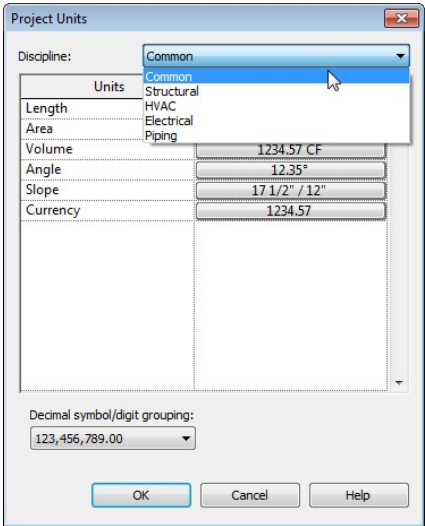 Project Units
Discipline: Common
Common
Structural
HVAC
Electrical
Piping
Units
Length
Area
Volume 1234.57 CF
Angle 12.35°
Slope 17 1/2" / 12"
Currency 1234.57
Decimal symbol/digit grouping:
123,456,789.00
OK Cancel Help